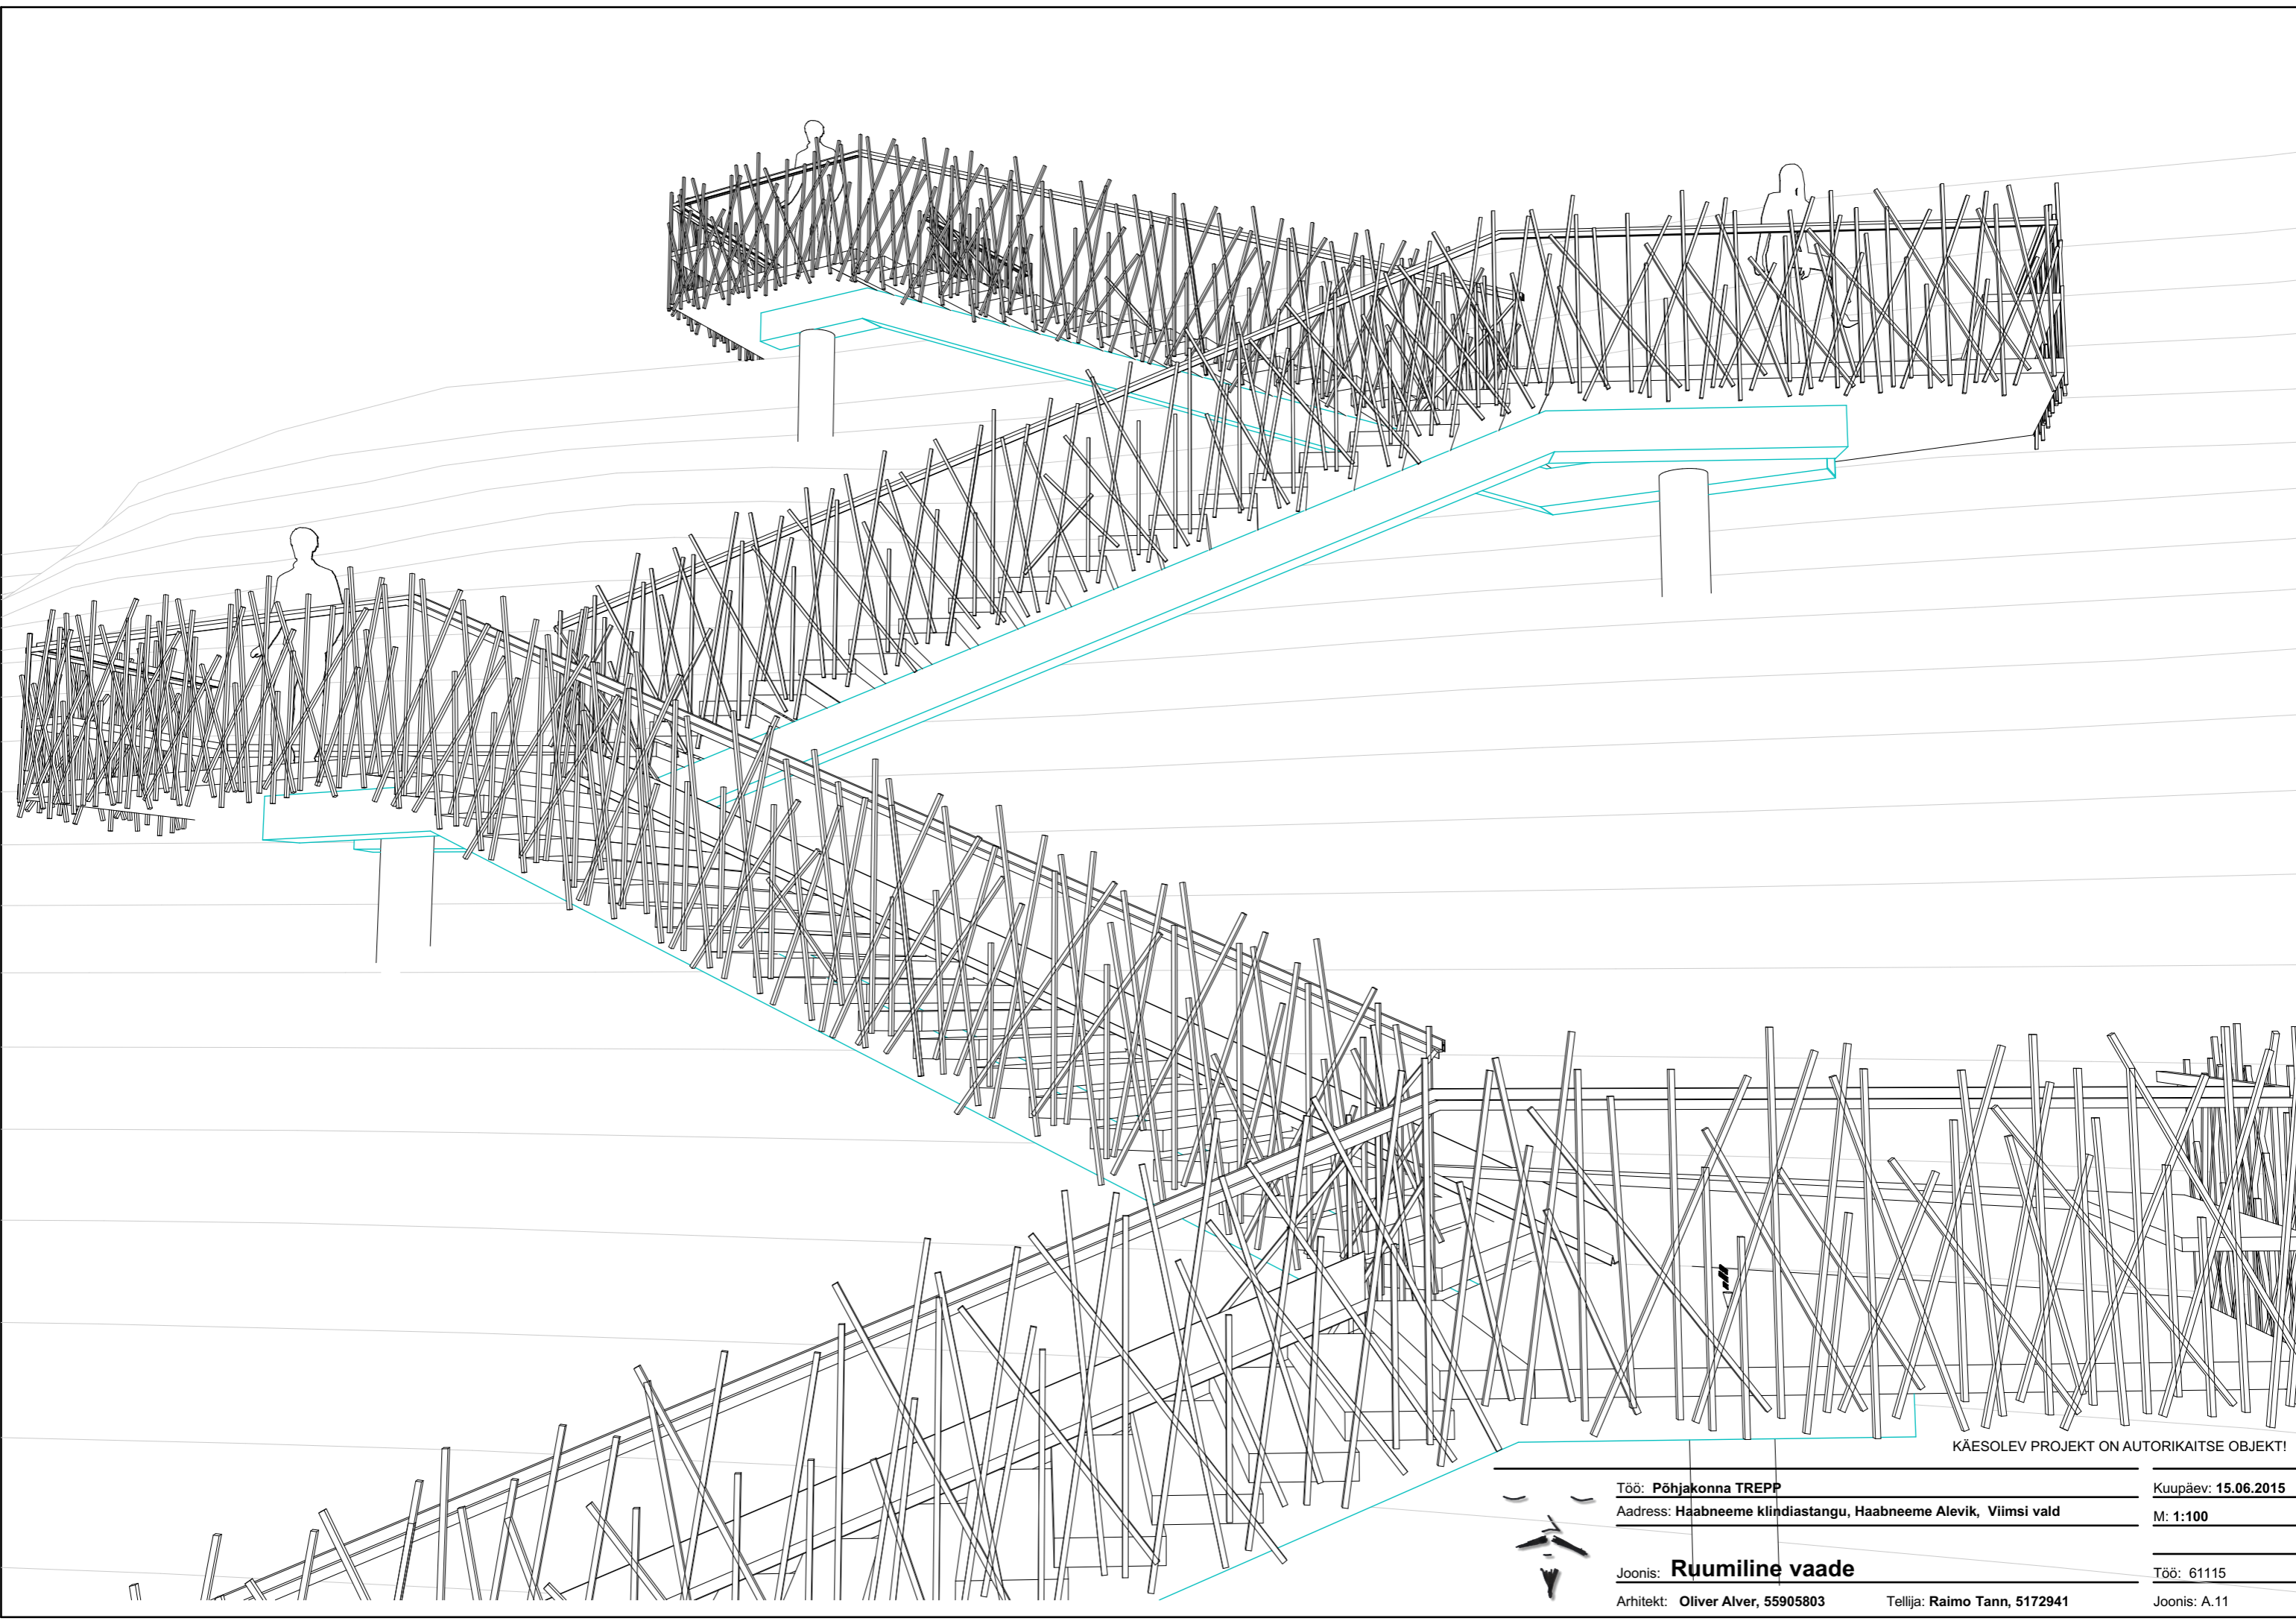 KÄESOLEV PROJEKT ON AUTORIKAITSE OBJEKT!
Töö: Põhjakonna TREPP
Kuupäev: 15.06.2015
Aadress: Haabneeme klindiastangu, Haabneeme Alevik, Viimsi vald
M: 1:100
Joonis: Ruumiline vaade
Töö: 61115
Arhitekt: Oliver Alver, 55905803 Tellija: Raimo Tann, 5172941
Joonis: A.11